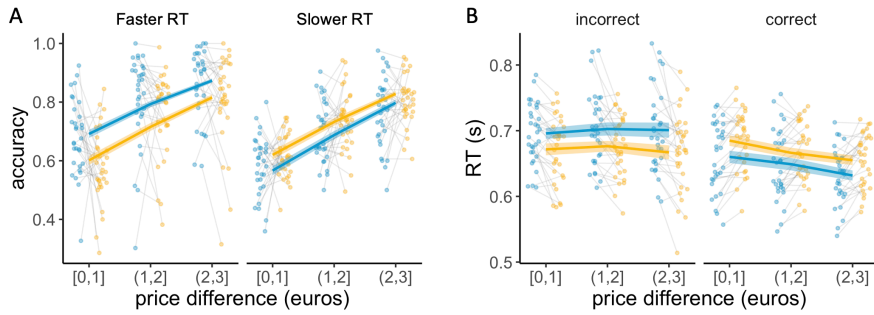 A
Faster RT
Slower RT
accuracy
1.0
0.8
0.6
0.4
[0,1]
(1,2]
(2,3]
[0,1]
(1,2]
(2,3]
price difference (euros)
B
incorrect
correct
RT (s)
0.8
0.7
0.6
0.5
[0,1]
(1,2]
(2,3]
[0,1]
(1,2]
(2,3]
price difference (euros)